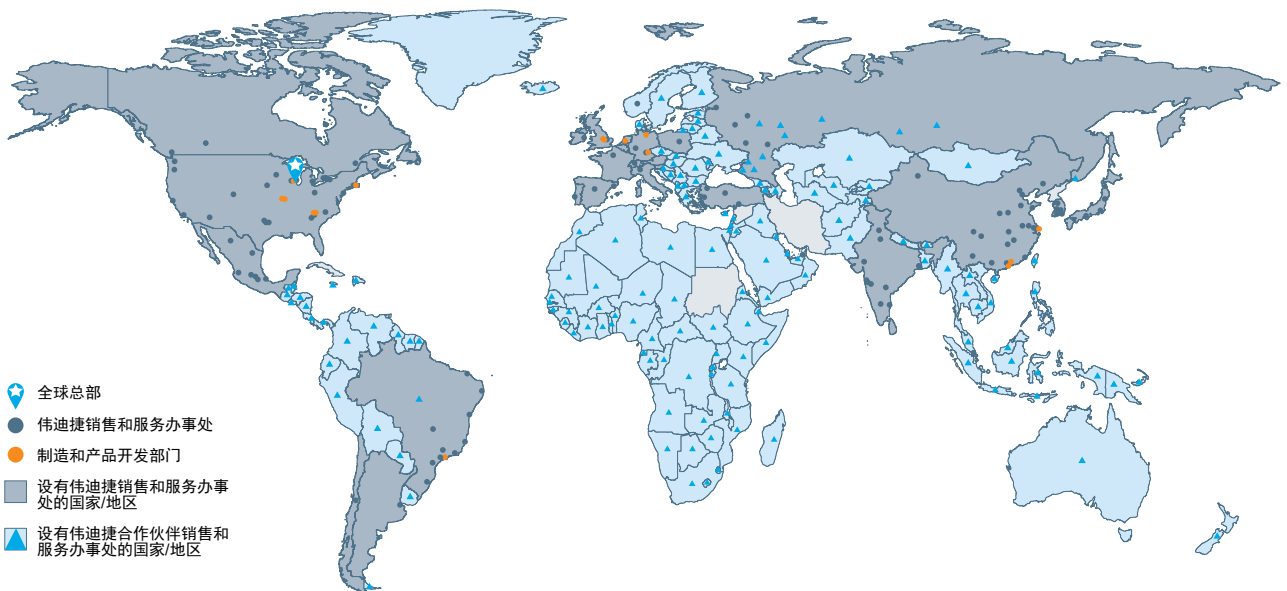 全球总部
伟迪捷销售和服务办事处
制造和产品开发部门
设有伟迪捷销售和服务办事
处的国家/地区
设有伟迪捷合作伙伴销售和
服务办事处的国家/地区